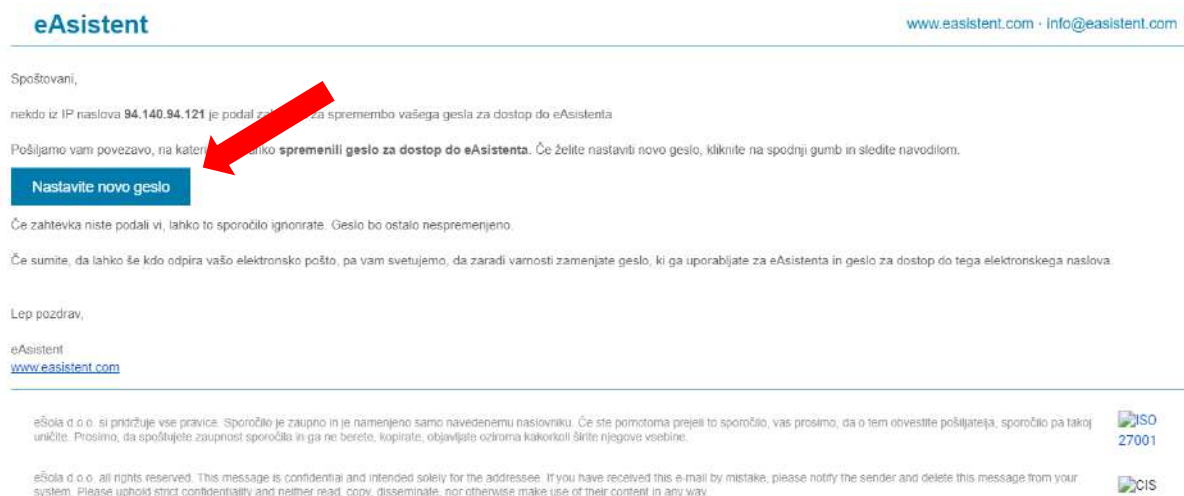 eAsistent
www.easistent.com · info@easistent.com
Spoštovani,
nekdo iz IP naslova 94.140.94.121 je podal za spremembo vašega gesla za dostop do eAsistenta
Pošiljamo vam povezavo, na kateri spremenili geslo za dostop do eAsistenta. Če želite nastaviti novo geslo, kliknite na spodnji gumb in sledite navodilom.
Nastavite novo geslo
Če zahtevka niste podali vi, lahko to sporočilo ignorirate. Geslo bo ostalo nespremenjeno.
Če sumite, da lahko še kdo odpira vašo elektronsko pošto, pa vam svetujemo, da zaradi varnosti zamenjate geslo, ki ga uporabljate za eAsistenta in geslo za dostop do tega elektronskega naslova.
Lep pozdrav,
eAsistent
www.easistent.com
eŠola d.o.o. si pridržuje vse pravice. Sporočilo je zaupno in je namenjeno samo navedenemu naslovniku. Če ste pomotoma prejeli to sporočilo, vas prosimo, da o tem obvestite pošiljatelja, sporočilo pa takoj
uničite. Prosimo, da spoštujete zaupnost sporočila in ga ne berete, kopirate, objavljate oziroma kakorkoli širite njegove vsebine.
ISO
27001
eŠola d.o.o. all rights reserved. This message is confidential and intended solely for the addressee. If you have received this e-mail by mistake, please notify the sender and delete this message from your
system. Please uphold strict confidentiality and neither read, copy, disseminate, nor otherwise make use of their content in any way.
CIS